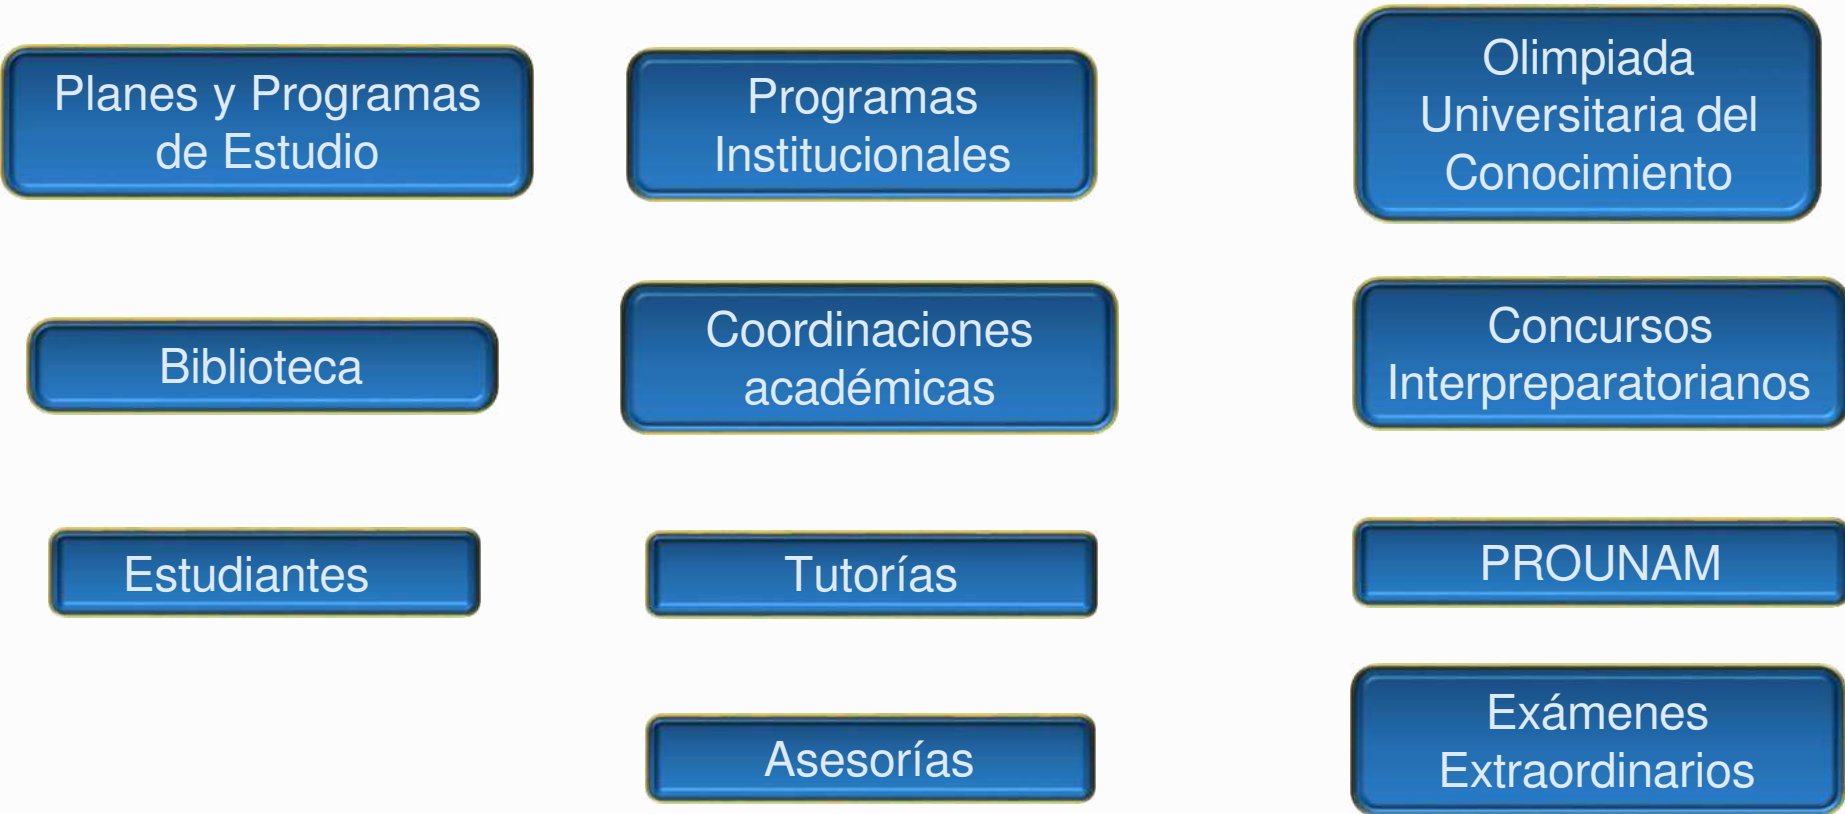 Planes y Programas
de Estudio
Programas
Institucionales
Olimpiada
Universitaria del
Conocimiento
Biblioteca
Coordinaciones
académicas
Concursos
Interpreparatorianos
Estudiantes
Tutorías
PROUNAM
Asesorías
Exámenes
Extraordinarios